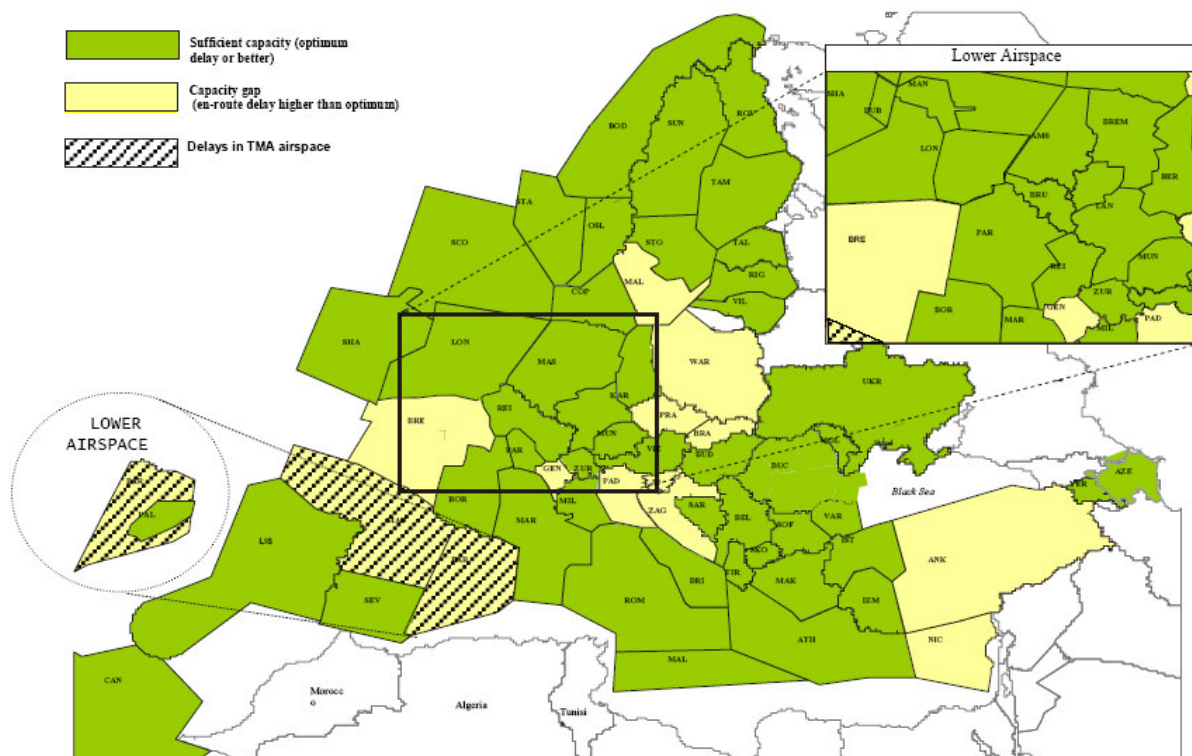 Sufficient capacity (optimum
delay or better)
Capacity gap
(en-route delay higher than optimum)
Delays in TMA airspace
Lower Airspace
SHA
MAN
DUB
LON
AMS
BREM
BER
BRU
LAN
BRE
PAR
REI
MUN
BOR
MAR
GEN
ZUR
MIL
PAD
BOD
SUN
ROV
TAM
STA
OSL
STO
TAL
SCO
RIG
MAL
COP
VIL
SHA
LON
MAS
WAR
UKR
KAR
BRE
REI
PRA
BRA
MUN
VIE
BUD
PAR
GEN
ZUR
PAD
BUC
Black Sea
AZE
LOWER
AIRSPACE
PAL
BOR
MIL
MAR
ZAG
SAR
BEL
SOF
VAR
LIS
IST
ANK
SKO
TIR
MAK
BRI
ROM
IZM
SEV
ATH
NIC
MAL
CAN
Morocc
o
Algeria
Tunisi